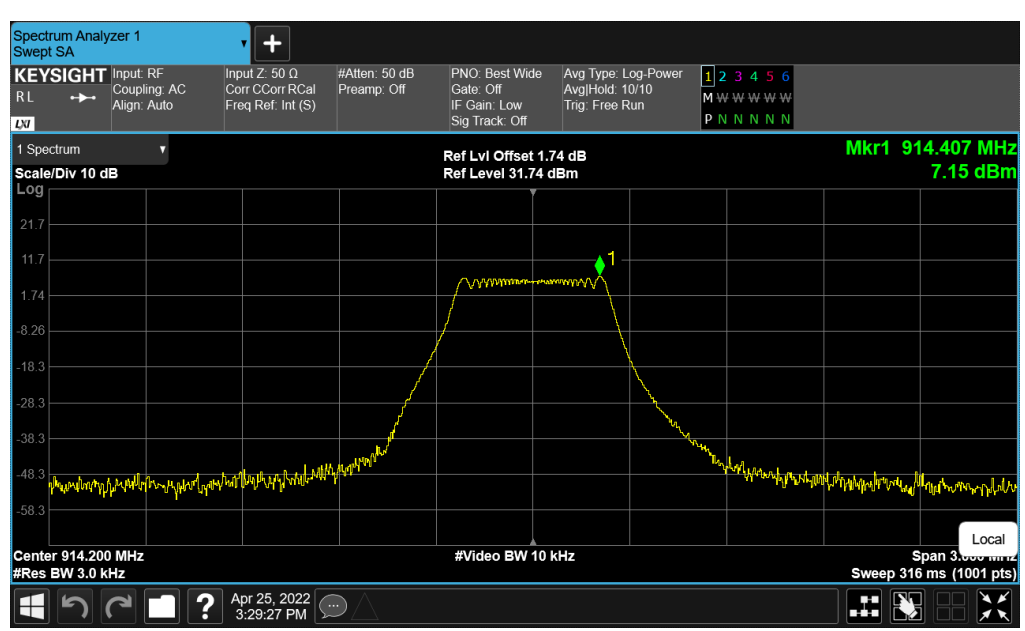 Spectrum Analyzer 1
Swept SA
KEYSIGHT
RL
LXI
Input: RF
Coupling: AC
Align: Auto
Input Z: 50 Ω
Corr CCorr RCal
Freq Ref: Int (S)
#Atten: 50 dB
Preamp: Off
PNO: Best Wide
Gate: Off
IF Gain: Low
Sig Track: Off
Avg Type: Log-Power
Avg|Hold: 10/10
Trig: Free Run
1 2 3 4 5 6
M W W W W W
P N N N N N
1 Spectrum
Scale/Div 10 dB
Log
Ref Lvl Offset 1.74 dB
Ref Level 31.74 dBm
Mkr1 914.407 MHz
7.15 dBm
21.7
11.7
1.74
-8.26
-18.3
-28.3
-38.3
-48.3
-58.3
1
Center 914.200 MHz
#Res BW 3.0 kHz
#Video BW 10 kHz
Local
Span
Sweep 316 ms (1001 pts)
?
Apr 25, 2022
3:29:27 PM